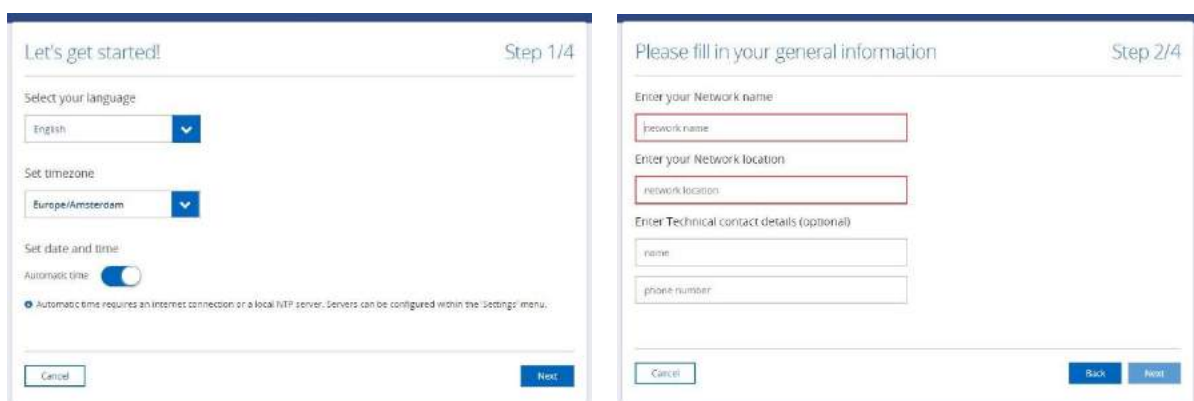 Let's get started!
Step 1/4
Select your language
English
Set timezone
Europe/Amsterdam
Set date and time
Automatic time
Automatic time requires an internet connection or a local NTP server. Servers can be configured within the 'Settings' menu.
Cancel
Next
Please fill in your general information
Step 2/4
Enter your Network name
network name
Enter your Network location
network location
Enter Technical contact details (optional)
name
phone number
Cancel
Back
Next